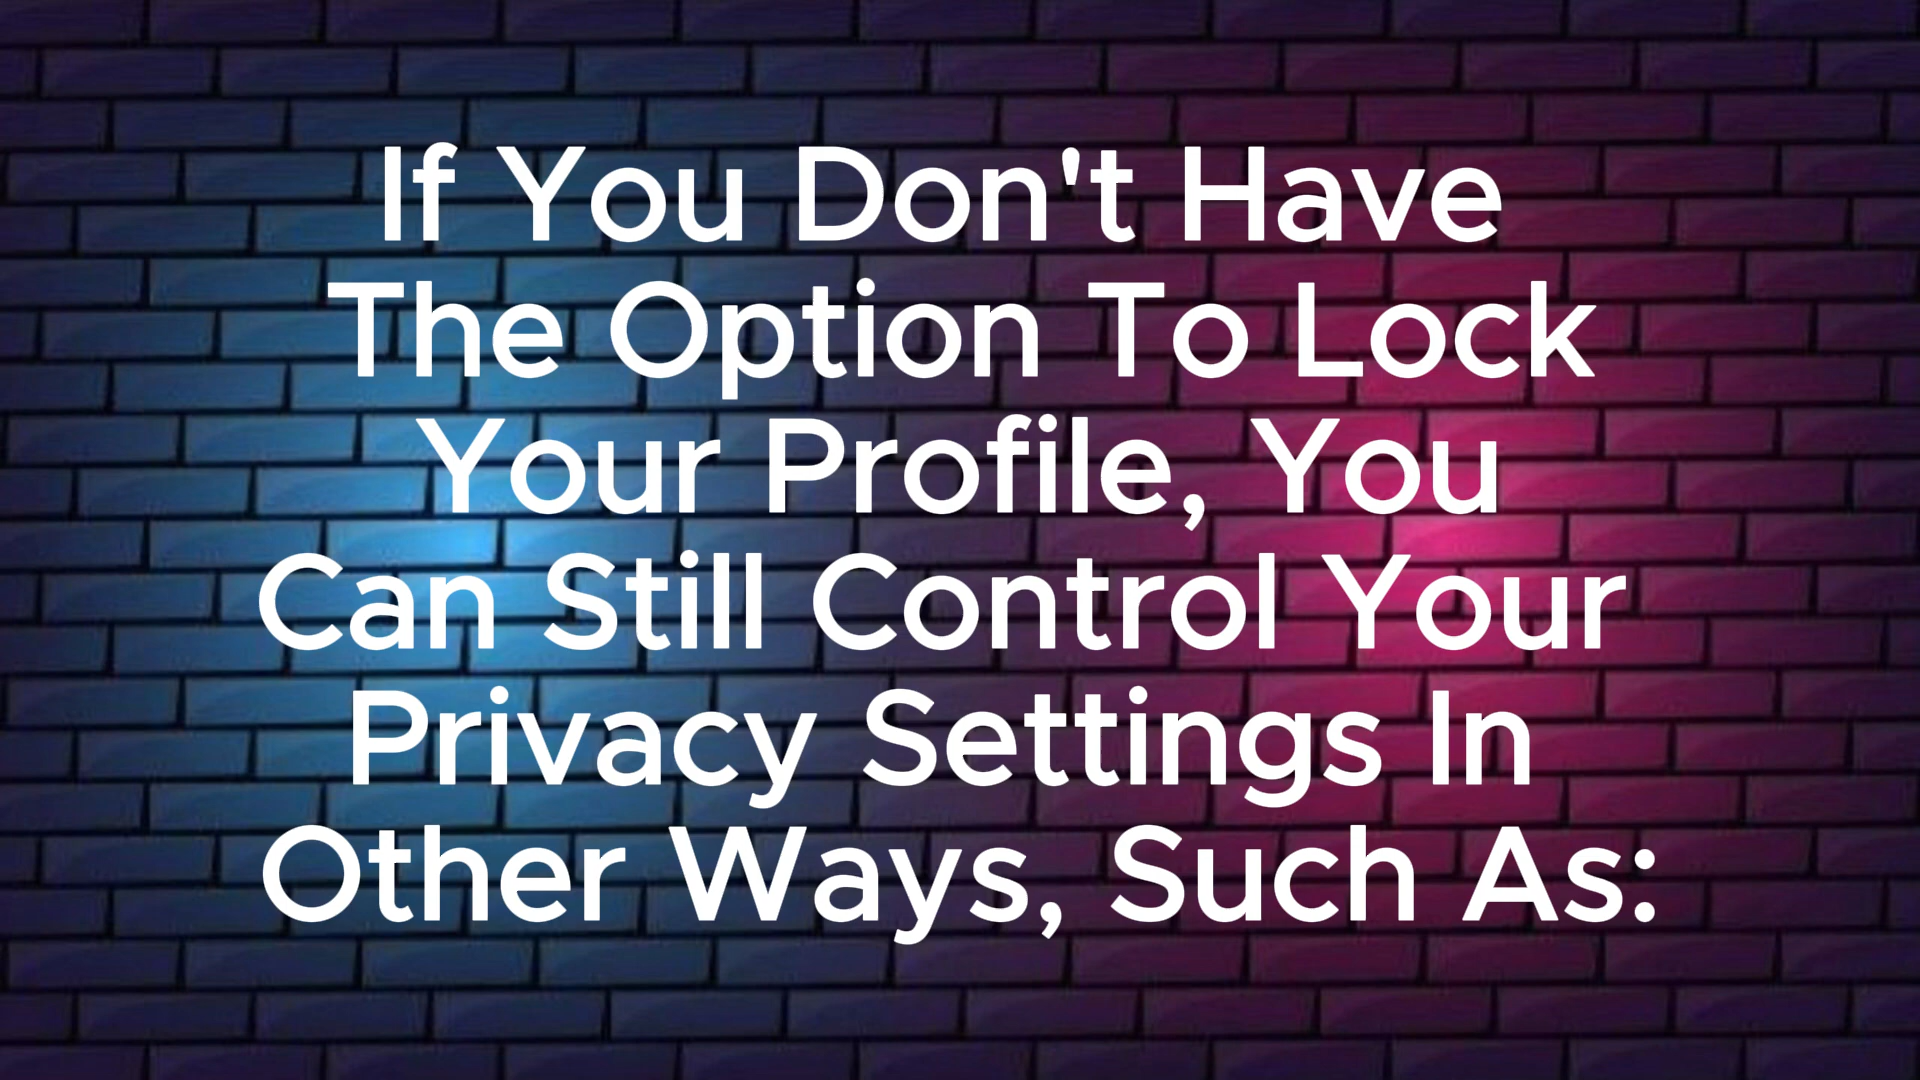 If You Don't Have
The Option To Lock
Your Profile, You
Can Still Control Your
Privacy Settings In
Other Ways, Such As: